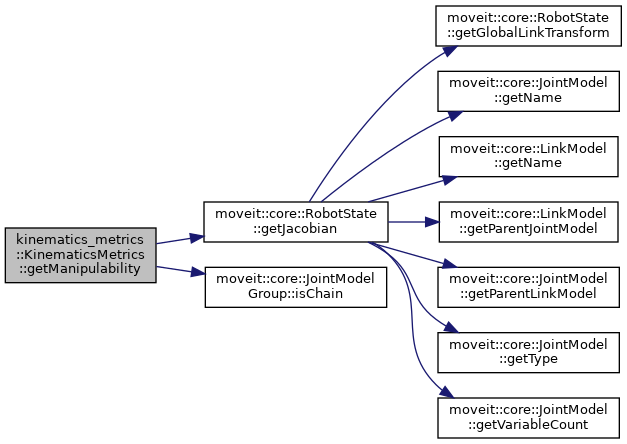 kinematics_metrics
::KinematicsMetrics
::getManipulability
moveit::core::RobotState
::getJacobian
moveit::core::JointModel
Group::isChain
moveit::core::RobotState
::getGlobalLinkTransform
moveit::core::JointModel
::getName
moveit::core::LinkModel
::getName
moveit::core::LinkModel
::getParentJointModel
moveit::core::JointModel
::getParentLinkModel
moveit::core::JointModel
::getType
moveit::core::JointModel
::getVariableCount